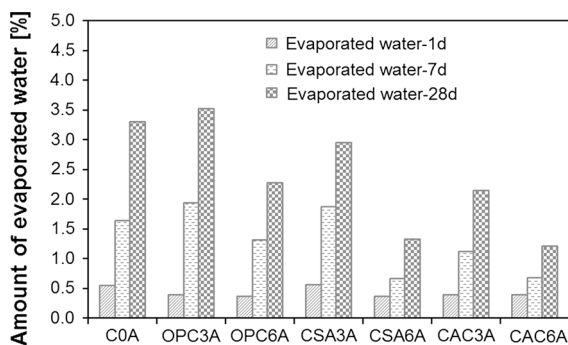 Amount of evaporated water [%]
5.0
4.5
4.0
3.5
3.0
2.5
2.0
1.5
1.0
0.5
0.0
Evaporated water-1d
Evaporated water-7d
Evaporated water-28d
C0A OPC3A OPC6A CSA3A CSA6A CAC3A CAC6A